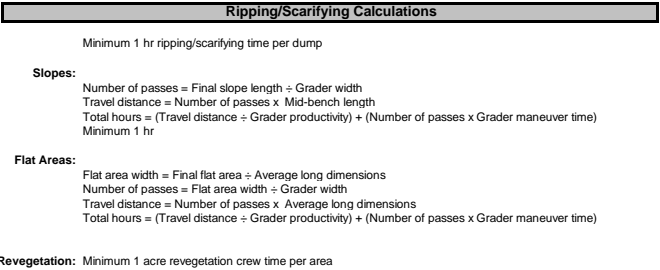 Ripping/Scarifying Calculations
Minimum 1 hr ripping/scarifying time per dump
Slopes:
Number of passes = Final slope length ÷ Grader width
Travel distance = Number of passes x Mid-bench length
Total hours = (Travel distance ÷ Grader productivity) + (Number of passes x Grader maneuver time)
Minimum 1 hr
Flat Areas:
Flat area width = Final flat area ÷ Average long dimensions
Number of passes = Flat area width ÷ Grader width
Travel distance = Number of passes x Average long dimensions
Total hours = (Travel distance ÷ Grader productivity) + (Number of passes x Grader maneuver time)
Revegetation: Minimum 1 acre revegetation crew time per area